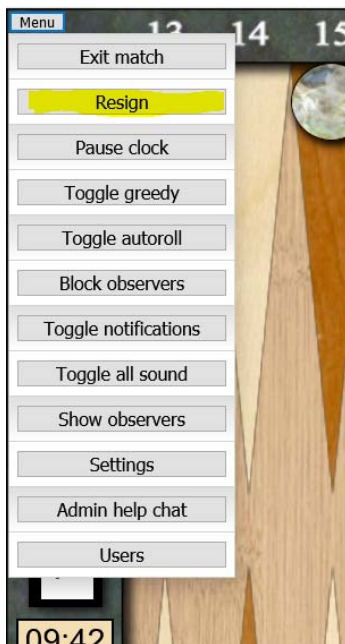 Menu
13 14 15
Exit match
Resign
Pause clock
Toggle greedy
Toggle autoroll
Block observers
Toggle notifications
Toggle all sound
Show observers
Settings
Admin help chat
Users
09:42